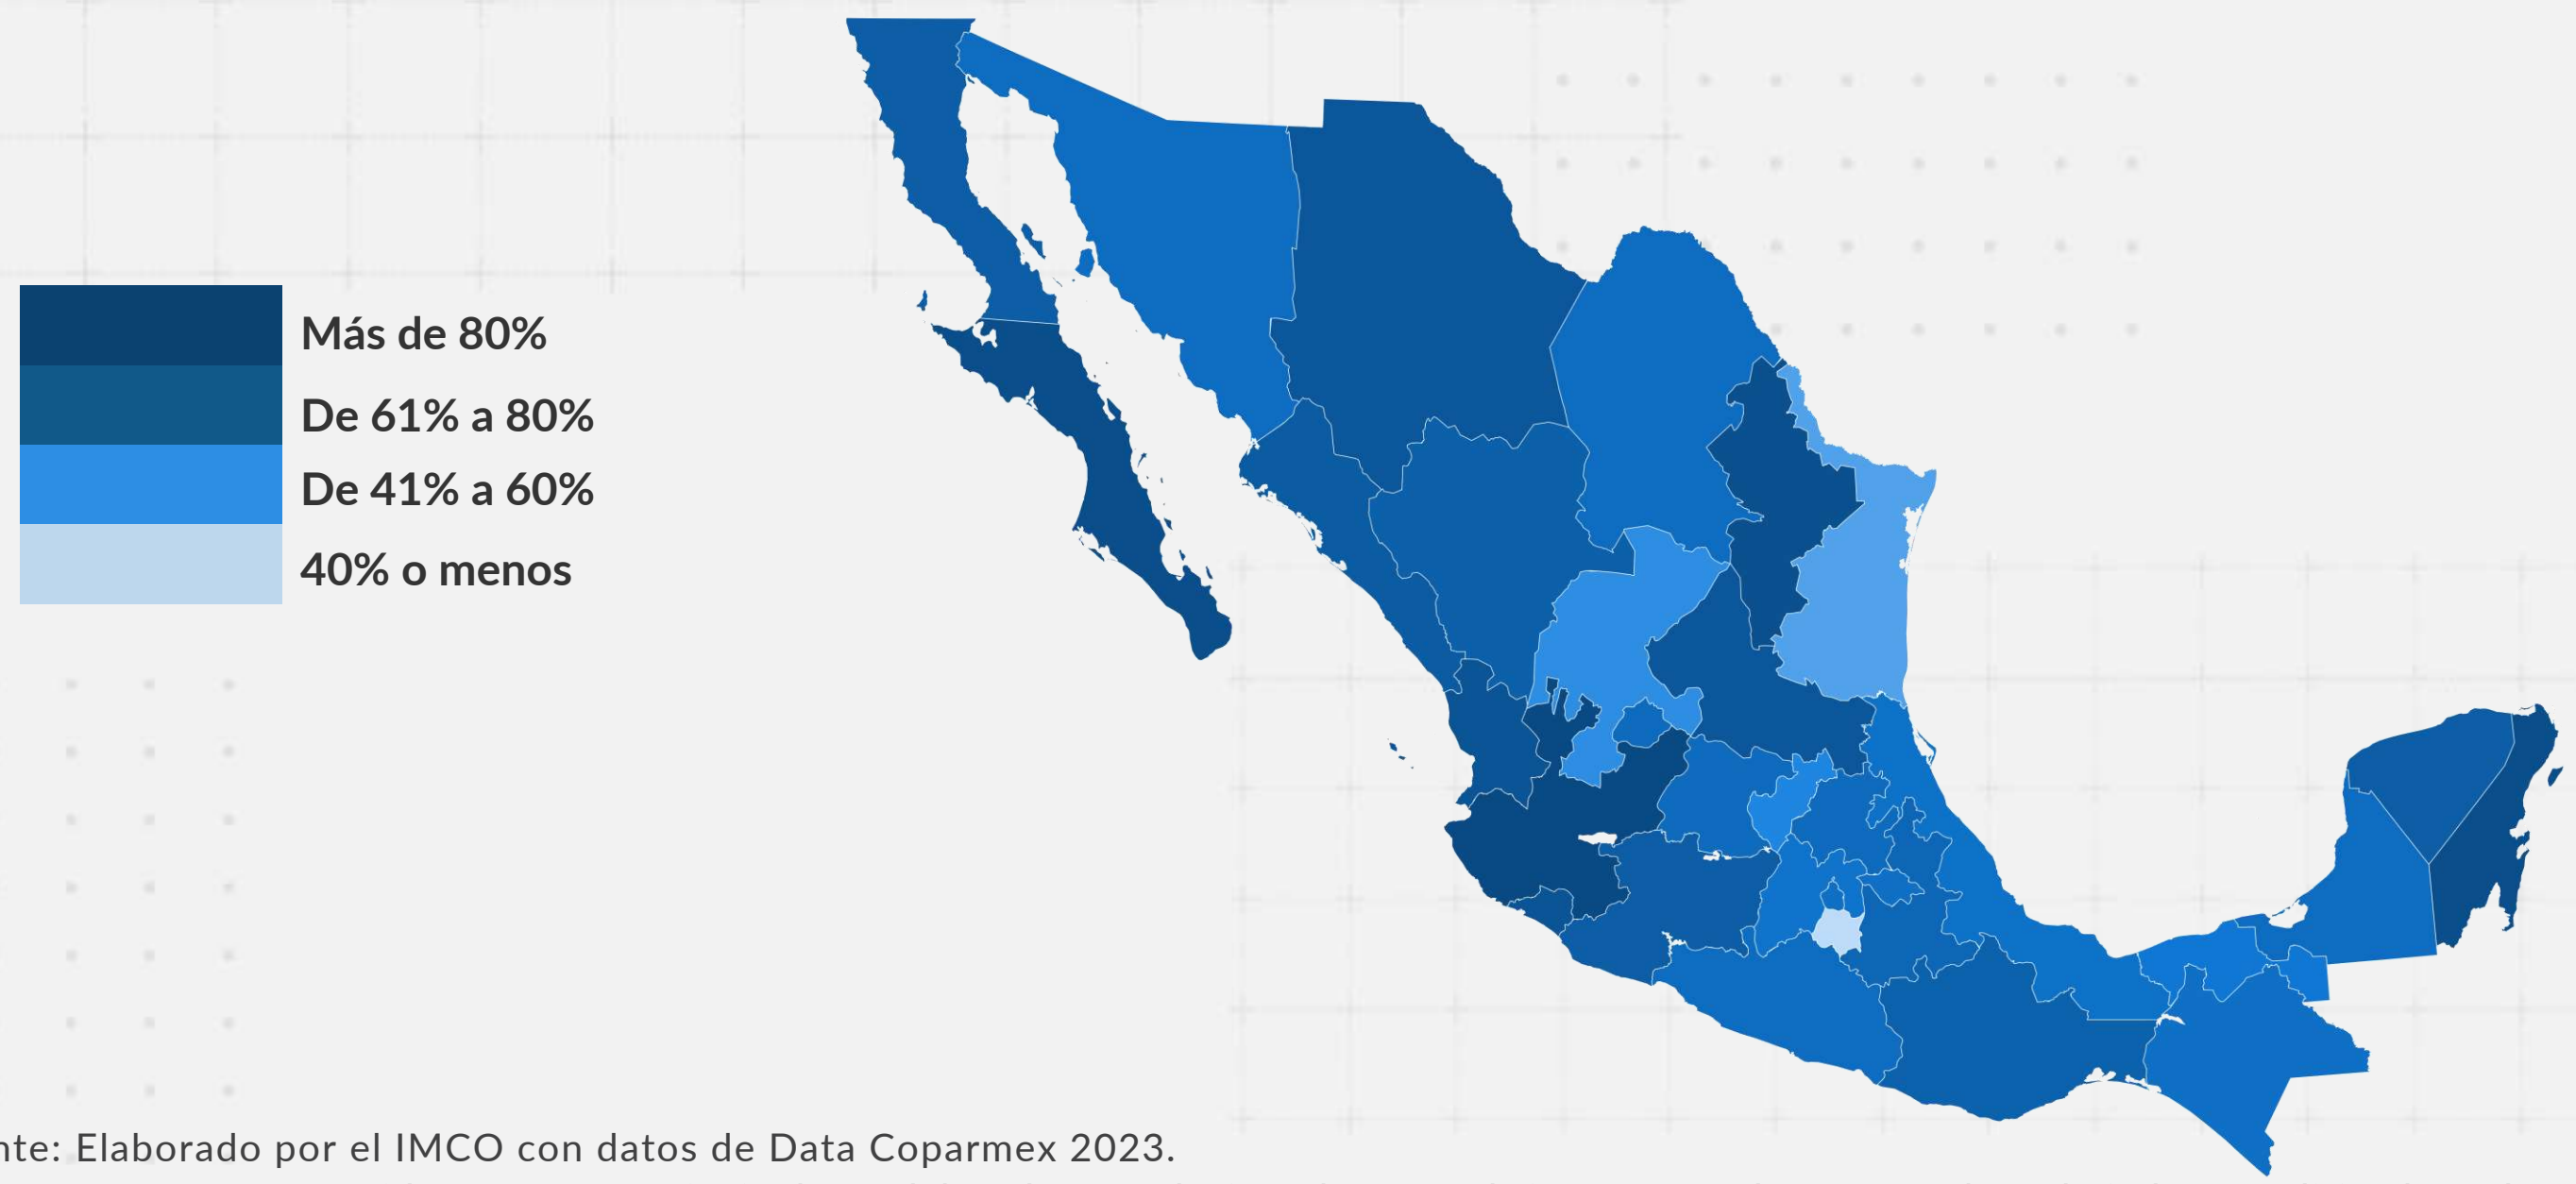 Más de 80%
De 61% a 80%
De 41% a 60%
40% o menos
nte: Elaborado por el IMCO con datos de Data Coparmex 2023.